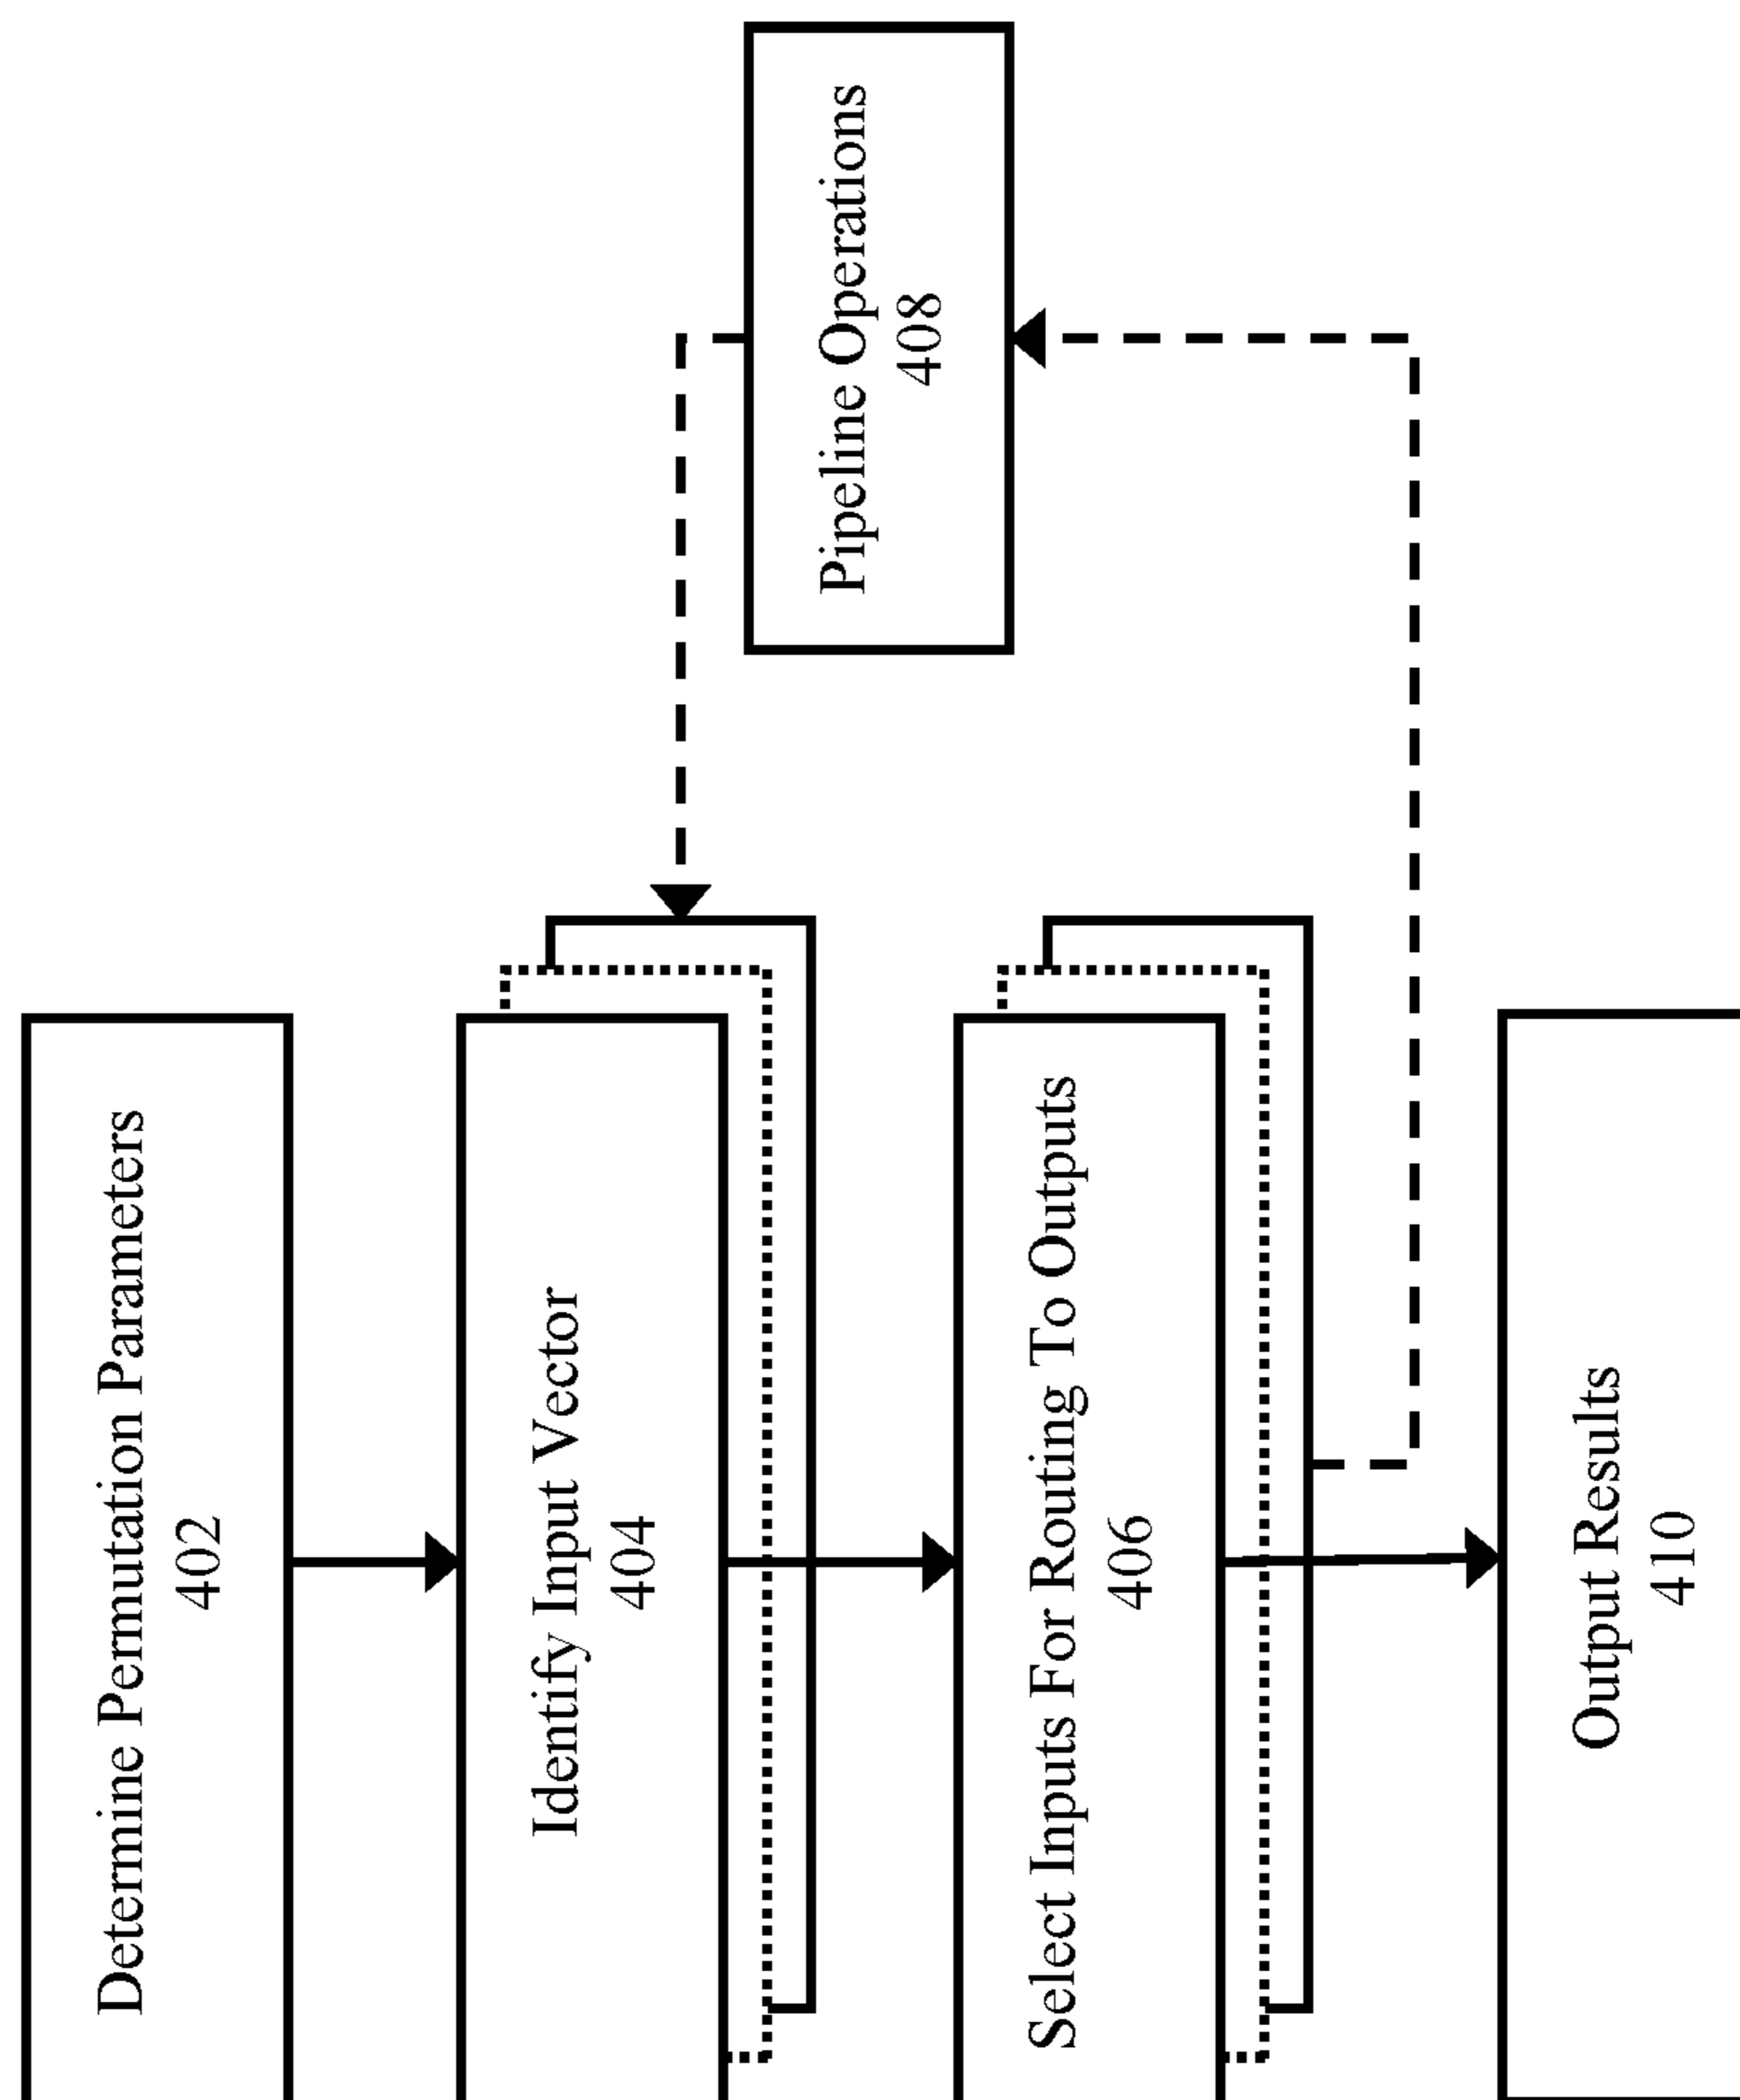 Determine Permutation Parameters
402
Identify Input Vector
404
Select Inputs For Routing To Outputs
406
Pipeline Operations
408
Output Results
410